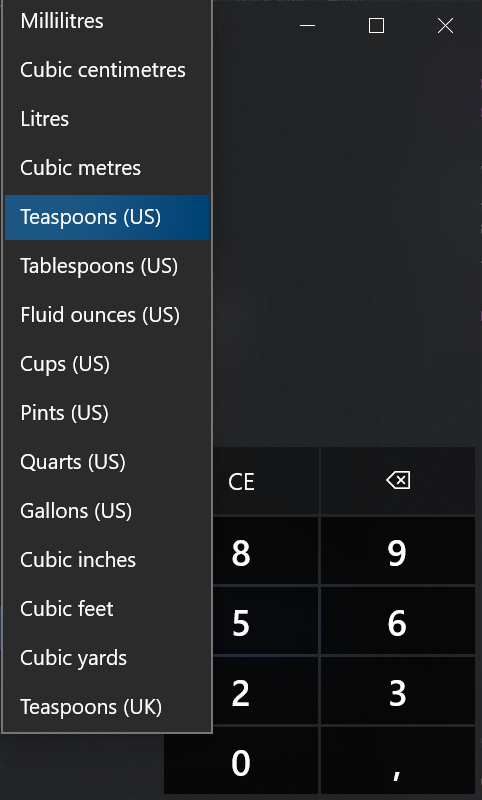 Millilitres
Cubic centimetres
Litres
Cubic metres
Teaspoons (US)
Tablespoons (US)
Fluid ounces (US)
Cups (US)
Pints (US)
Quarts (US)
Gallons (US)
Cubic inches
Cubic feet
Cubic yards
Teaspoons (UK)
CE
8 9
5 6
2 3
0 ,